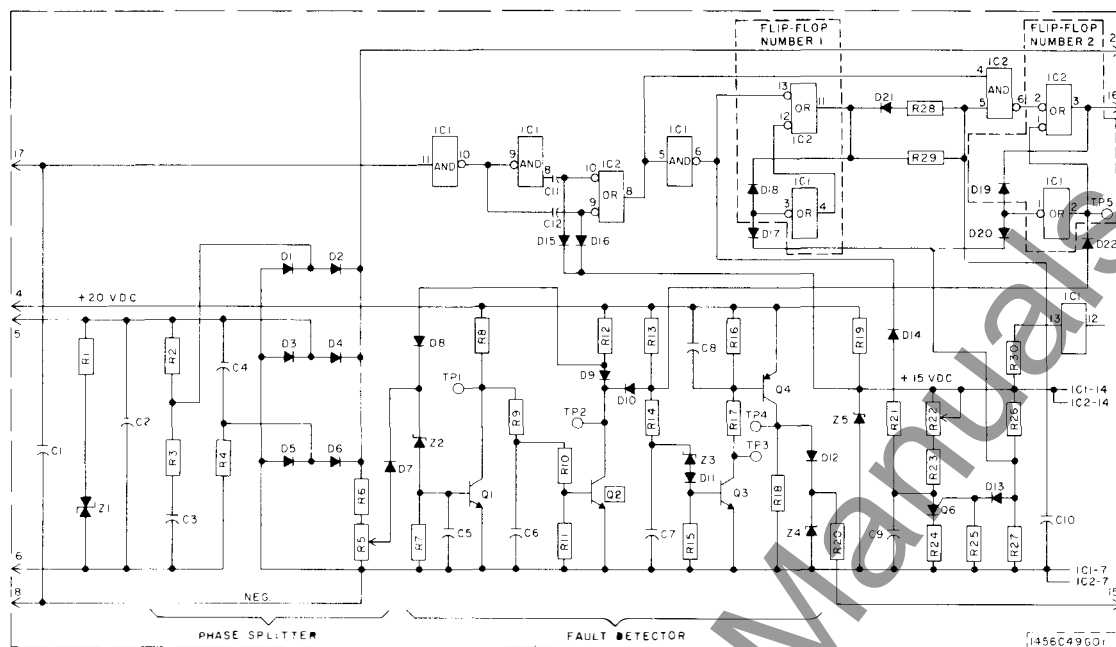 FLIP-FLOP
NUMBER 1
FLIP-FLOP
NUMBER 2
2
IC2
IC2
4
AND
5
6
2
OR
3
16
13
OR
11
12
IC2
D21
R28
R29
17
IC1
11
AND
10
IC1
9
AND
8
C11
C12
10
IC2
OR
8
9
IC1
5
AND
6
D15
D16
D18
D17
IC1
3
OR
4
D19
D20
IC1
1
OR
2
TP5
D22
D1
D2
4
+20 VDC
5
R1
C2
R2
C4
D3
D4
D8
R8
R12
R13
C8
R16
R19
D14
IC1
13
12
R30
TP1
D9
D10
Q4
+15 VDC
IC1-14
IC2-14
C1
R3
R4
D5
D6
D7
Z2
R9
TP2
R14
R17
TP4
TP3
Z5
R21
R22
R26
R23
Z1
C3
R6
R5
R7
C5
Q1
R10
C6
R11
Q2
Z3
D11
C7
R15
Q3
R18
D12
Z4
R20
C9
Q6
D13
R24
R25
R27
C10
6
IC1-7
IC2-7
8
NEG.
15
PHASE SPLITTER
FAULT DETECTOR
1456C49G01
Manuals